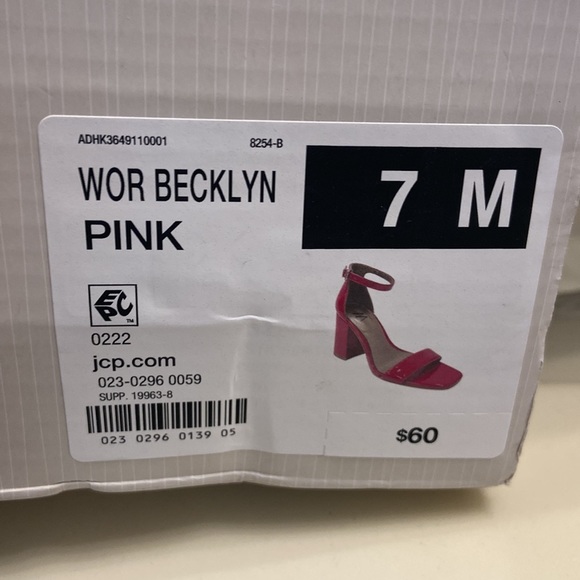 ADHK3649110001 8254-B
WOR BECKLYN
PINK
7 M
EPC™
0222
jcp.com
023-0296 0059
SUPP. 19963-8
023 0296 0139 05
$60